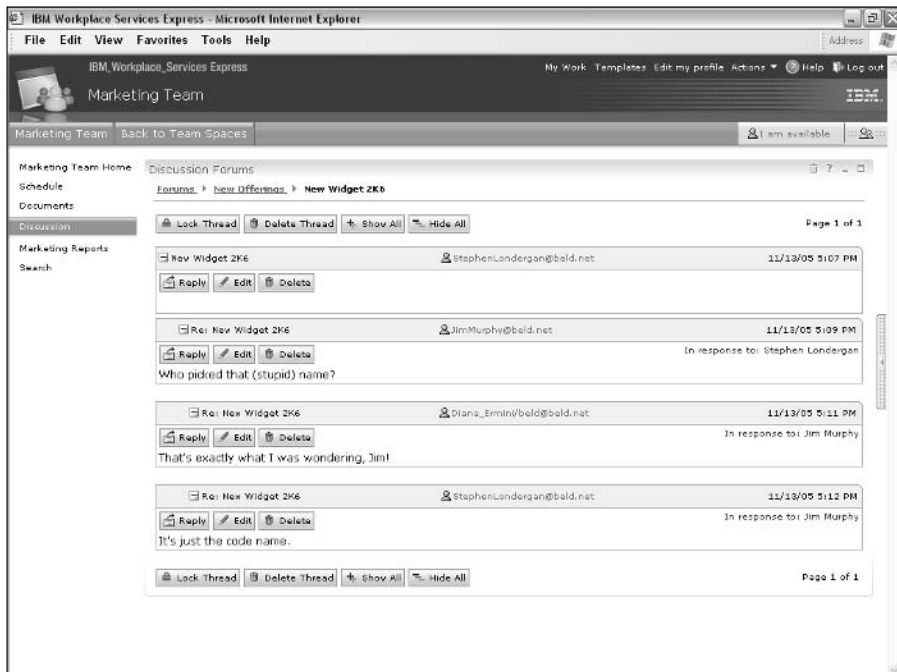 IBM Workplace Services Express - Microsoft Internet Explorer
File Edit View Favorites Tools Help Address
IBM_Workplace_Services Express My Work Templates Edit my profile Actions Help Log out
Marketing Team IBM.
Marketing Team Back to Team Spaces I am available
Marketing Team Home
Schedule
Documents
Discussion
Marketing Reports
Search
Discussion Forums
Forums New Offerings New Widget 2K6
Lock Thread Delete Thread Show All Hide All Page 1 of 1
New Widget 2K6 StephenLondergan@beld.net 11/13/05 5:07 PM
Reply Edit Delete
Re: New Widget 2K6 JimMurphy@beld.net 11/13/05 5:09 PM
Reply Edit Delete In response to: Stephen Londergan
Who picked that (stupid) name?
Re: New Widget 2K6 Diana_Ermini/beld@beld.net 11/13/05 5:11 PM
Reply Edit Delete In response to: Jim Murphy
That's exactly what I was wondering, Jim!
Re: New Widget 2K6 StephenLondergan@beld.net 11/13/05 5:12 PM
Reply Edit Delete In response to: Jim Murphy
It's just the code name.
Lock Thread Delete Thread Show All Hide All Page 1 of 1